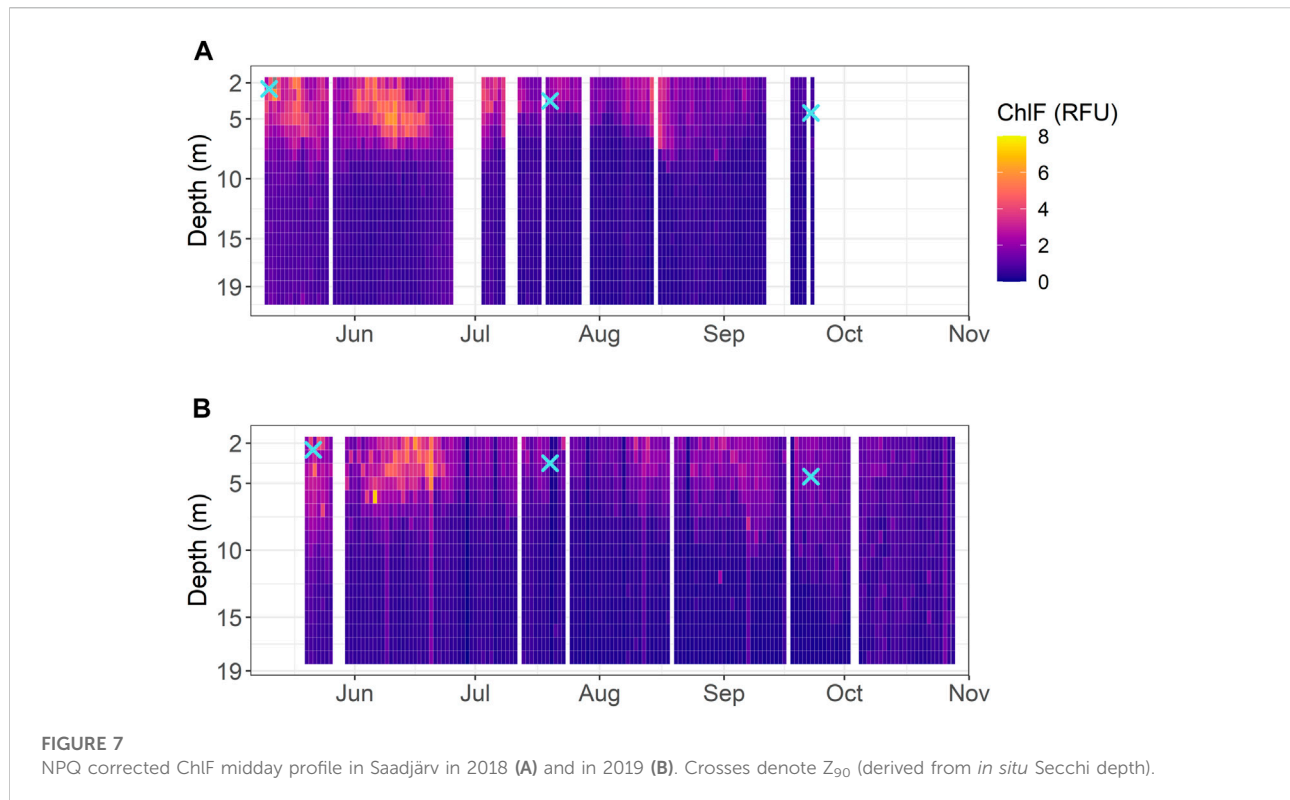 A
Depth (m)
2
5
10
15
19
Jun Jul Aug Sep Oct Nov
ChlF (RFU)
8
6
4
2
0
B
Depth (m)
2
5
10
15
19
Jun Jul Aug Sep Oct Nov
FIGURE 7
NPQ corrected ChlF midday profile in Saadjärv in 2018 (A) and in 2019 (B). Crosses denote Z90 (derived from in situ Secchi depth).